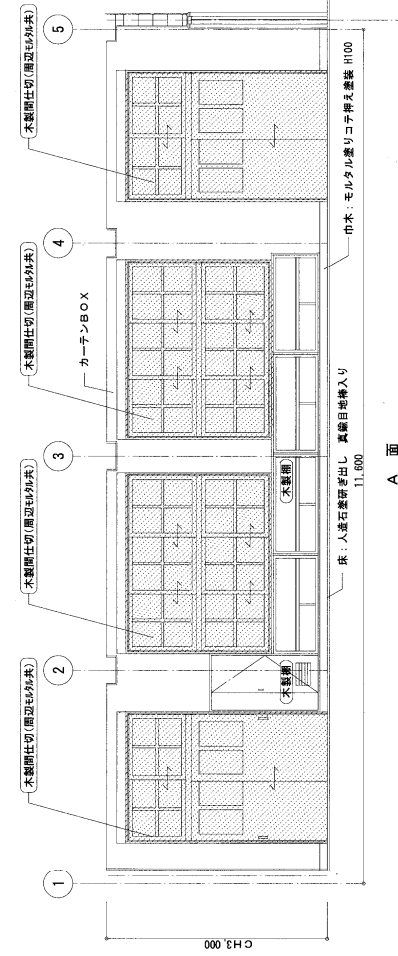 1
2
3
4
5
木製間仕切(周辺モルタル共)
木製間仕切(周辺モルタル共)
木製間仕切(周辺モルタル共)
木製間仕切(周辺モルタル共)
カーテンBOX
CH3,000
木製棚
木製棚
床：人造石塗研ぎ出し　真鍮目地棒入り
巾木：モルタル塗りコテ押え塗装 H100
11,600
A　面